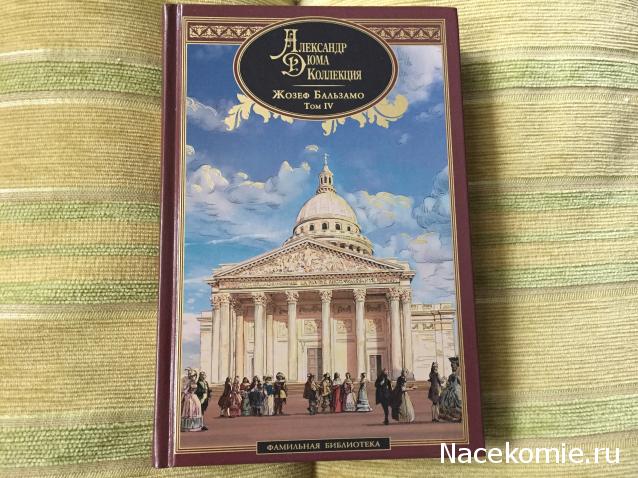 Александр
Дюма
Коллекция
Жозеф Бальзамо
Том IV
ФАМИЛЬНАЯ БИБЛИОТЕКА
Nacekomie.ru